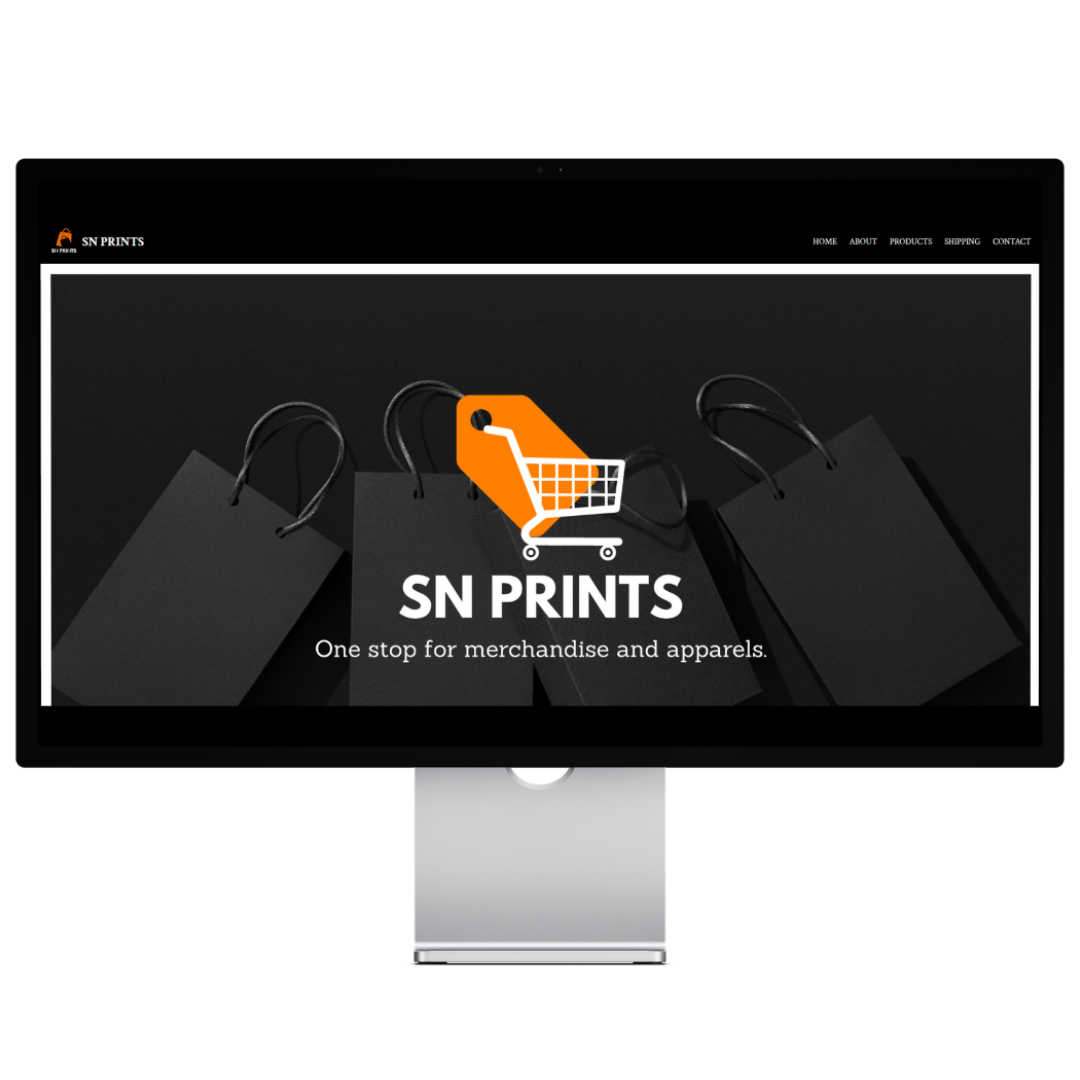 SN PRINTS
SN PRINTS
HOME ABOUT PRODUCTS SHIPPING CONTACT
SN PRINTS
One stop for merchandise and apparels.